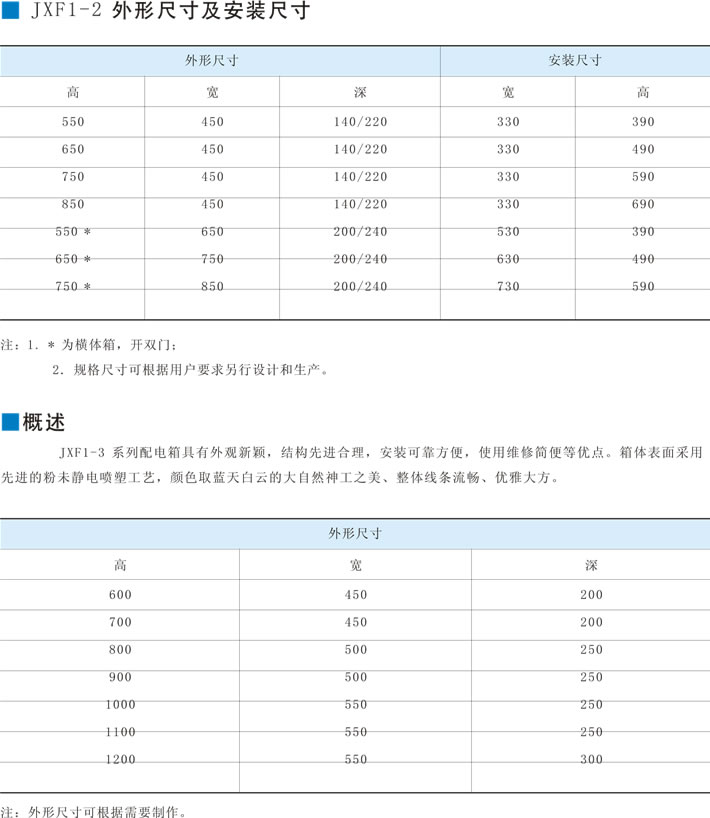 JXF1-2 外形尺寸及安装尺寸
外形尺寸 安装尺寸
高 宽 深 宽 高
550 450 140/220 330 390
650 450 140/220 330 490
750 450 140/220 330 590
850 450 140/220 330 690
550 * 650 200/240 530 390
650 * 750 200/240 630 490
750 * 850 200/240 730 590
注：1. * 为横体箱，开双门；
2. 规格尺寸可根据用户要求另行设计和生产。
概述
JXF1-3 系列配电箱具有外观新颖，结构先进合理，安装可靠方便，使用维修简便等优点。箱体表面采用
先进的粉未静电喷塑工艺，颜色取蓝天白云的大自然神工之美、整体线条流畅、优雅大方。
外形尺寸
高 宽 深
600 450 200
700 450 200
800 500 250
900 500 250
1000 550 250
1100 550 250
1200 550 300
注：外形尺寸可根据需要制作。